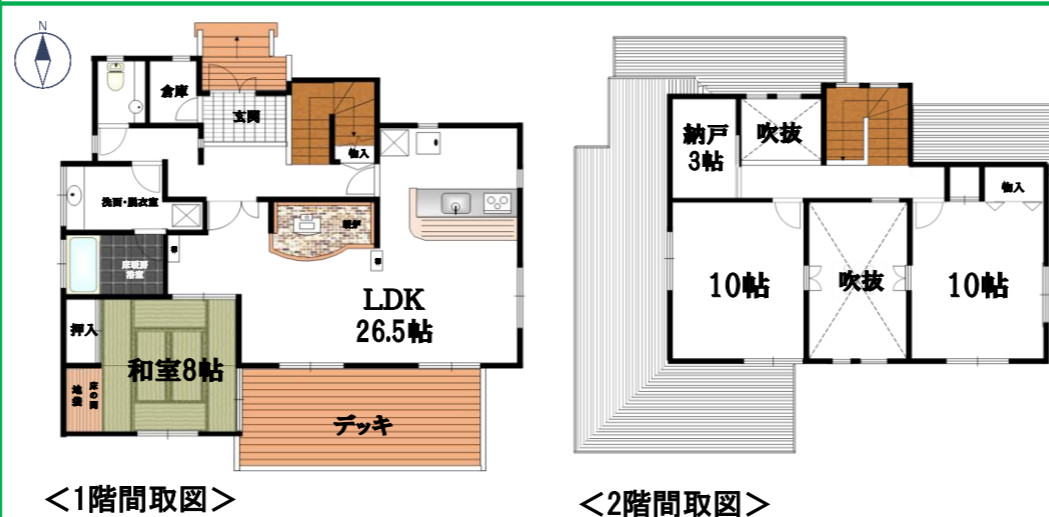 N
倉庫
玄関
物入
洗面・脱衣室
暖炉
床暖房
浴室
LDK
26.5帖
押入
和室8帖
床の間
地袋
デッキ
<1階間取図>
納戸
3帖
吹抜
物入
10帖
吹抜
10帖
<2階間取図>